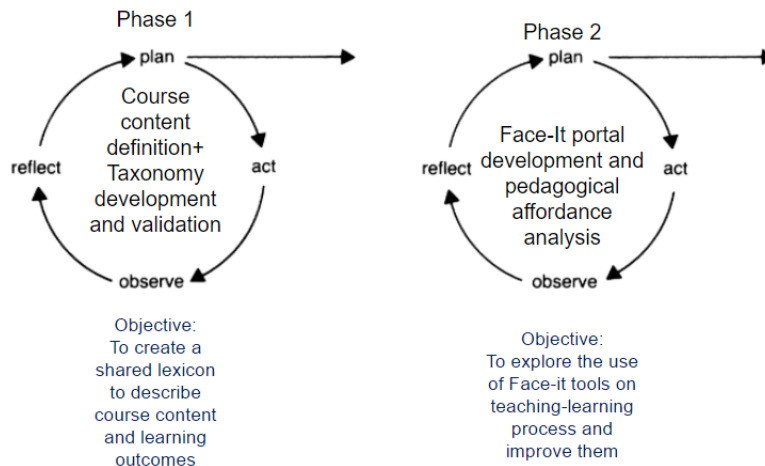 Phase 1
plan
Course
content
definition+
Taxonomy
development
and validation
reflect
act
observe
Objective:
To create a
shared lexicon
to describe
course content
and learning
outcomes
Phase 2
plan
Face-It portal
development and
pedagogical
affordance
analysis
reflect
act
observe
Objective:
To explore the use
of Face-it tools on
teaching-learning
process and
improve them